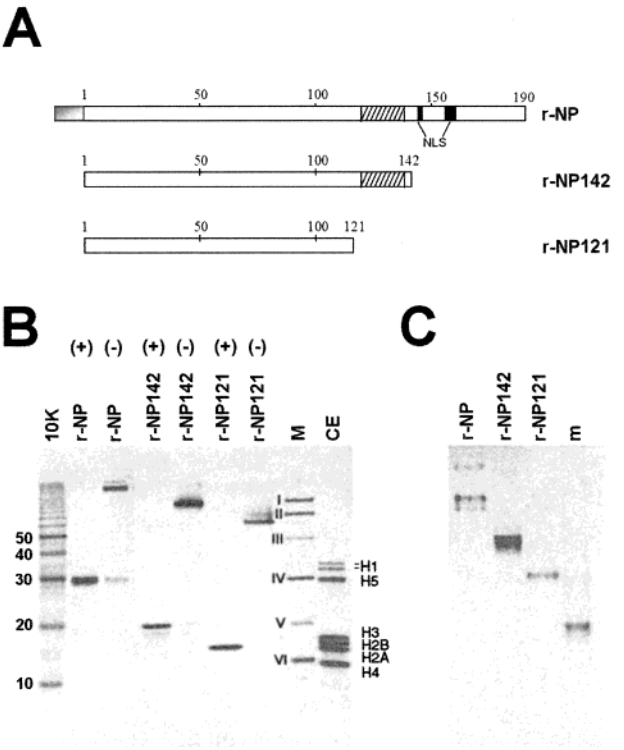 A
1 50 100 150 190
r-NP
NLS
1 50 100 142
r-NP142
1 50 100 121
r-NP121
B
(+) (-) (+) (-) (+) (-)
10K r-NP r-NP r-NP142 r-NP142 r-NP121 r-NP121 M CE
50
40
30
20
10
I
II
III
IV
V
VI
H1
H5
H3
H2B
H2A
H4
C
r-NP r-NP142 r-NP121 m